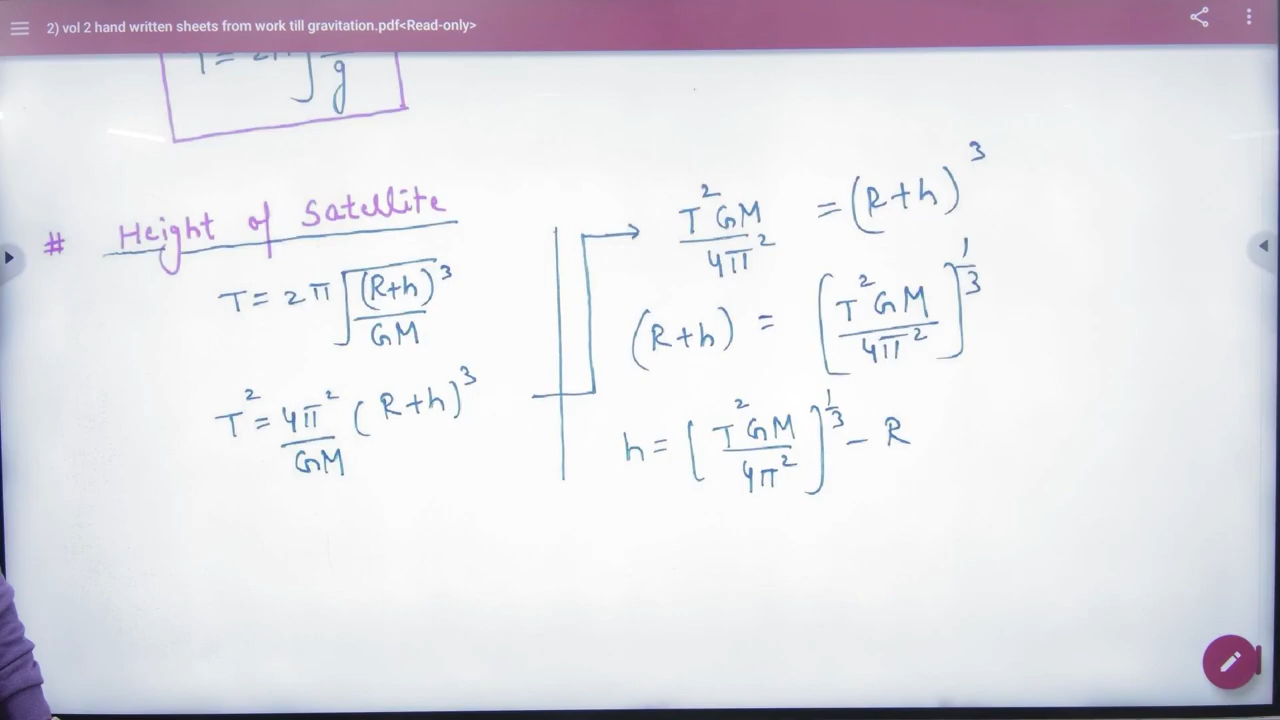 2) vol 2 hand written sheets from work till gravitation.pdf<Read-only>
g
# Height of Satellite
T = 2π √((R+h)³/GM)
T² = 4π²/GM (R+h)³
T²GM/4π² = (R+h)³
(R+h) = [T²GM/4π²]^1/3
h = [T²GM/4π²]^1/3 – R